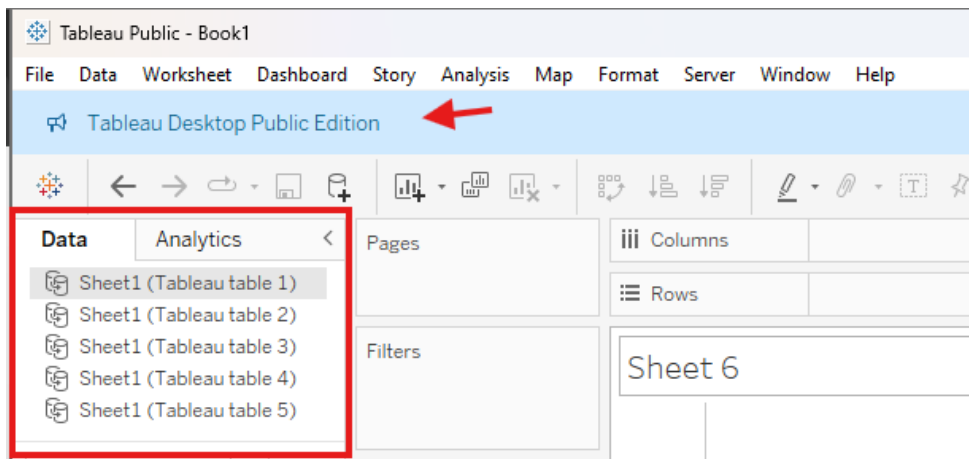 Tableau Public - Book1
File Data Worksheet Dashboard Story Analysis Map Format Server Window Help
Tableau Desktop Public Edition
Data Analytics
Sheet1 (Tableau table 1)
Sheet1 (Tableau table 2)
Sheet1 (Tableau table 3)
Sheet1 (Tableau table 4)
Sheet1 (Tableau table 5)
Pages
Filters
Columns
Rows
Sheet 6